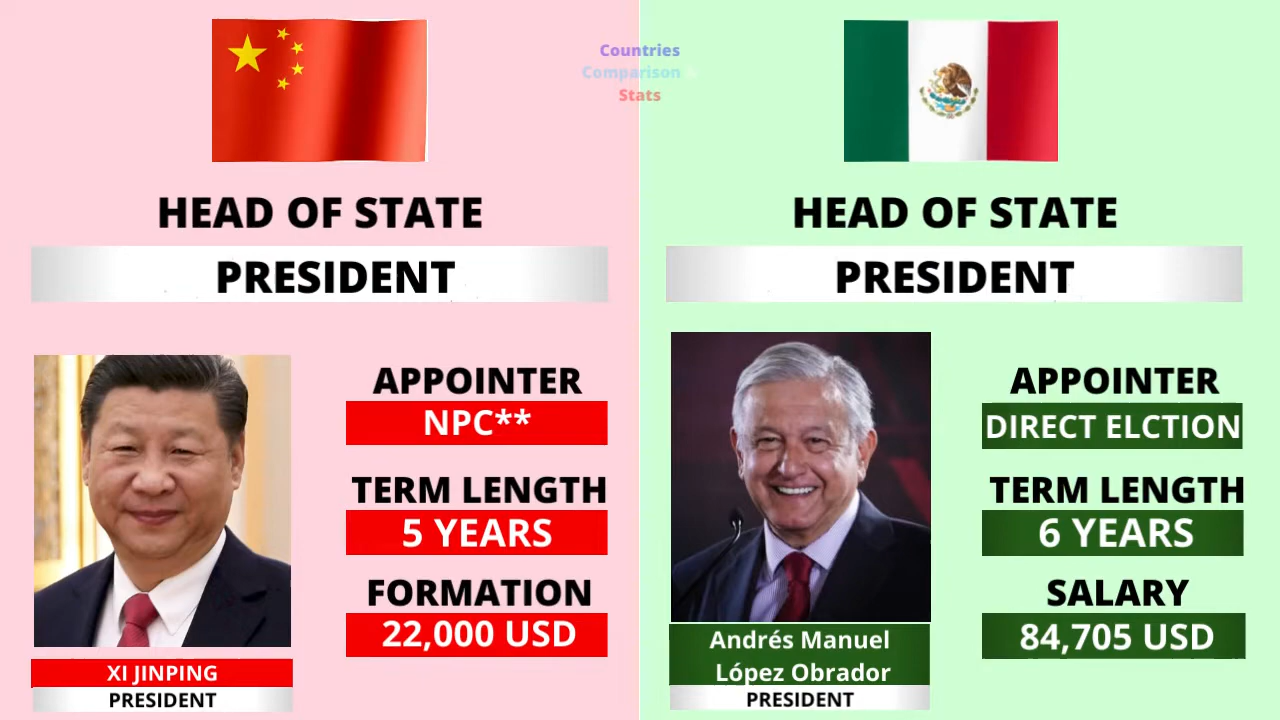 Countries
Comparison &
Stats
HEAD OF STATE
PRESIDENT
APPOINTER
NPC**
TERM LENGTH
5 YEARS
FORMATION
22,000 USD
XI JINPING
PRESIDENT
HEAD OF STATE
PRESIDENT
APPOINTER
DIRECT ELCTION
TERM LENGTH
6 YEARS
SALARY
84,705 USD
Andrés Manuel
López Obrador
PRESIDENT